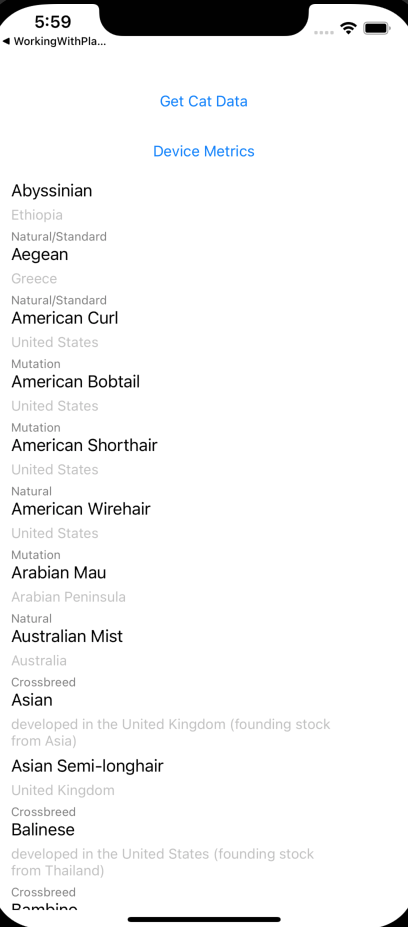 5:59
◀ WorkingWithPla...
Get Cat Data
Device Metrics
Abyssinian
Ethiopia
Natural/Standard
Aegean
Greece
Natural/Standard
American Curl
United States
Mutation
American Bobtail
United States
Mutation
American Shorthair
United States
Natural
American Wirehair
United States
Mutation
Arabian Mau
Arabian Peninsula
Natural
Australian Mist
Australia
Crossbreed
Asian
developed in the United Kingdom (founding stock
from Asia)
Asian Semi-longhair
United Kingdom
Crossbreed
Balinese
developed in the United States (founding stock
from Thailand)
Crossbreed
Bambino